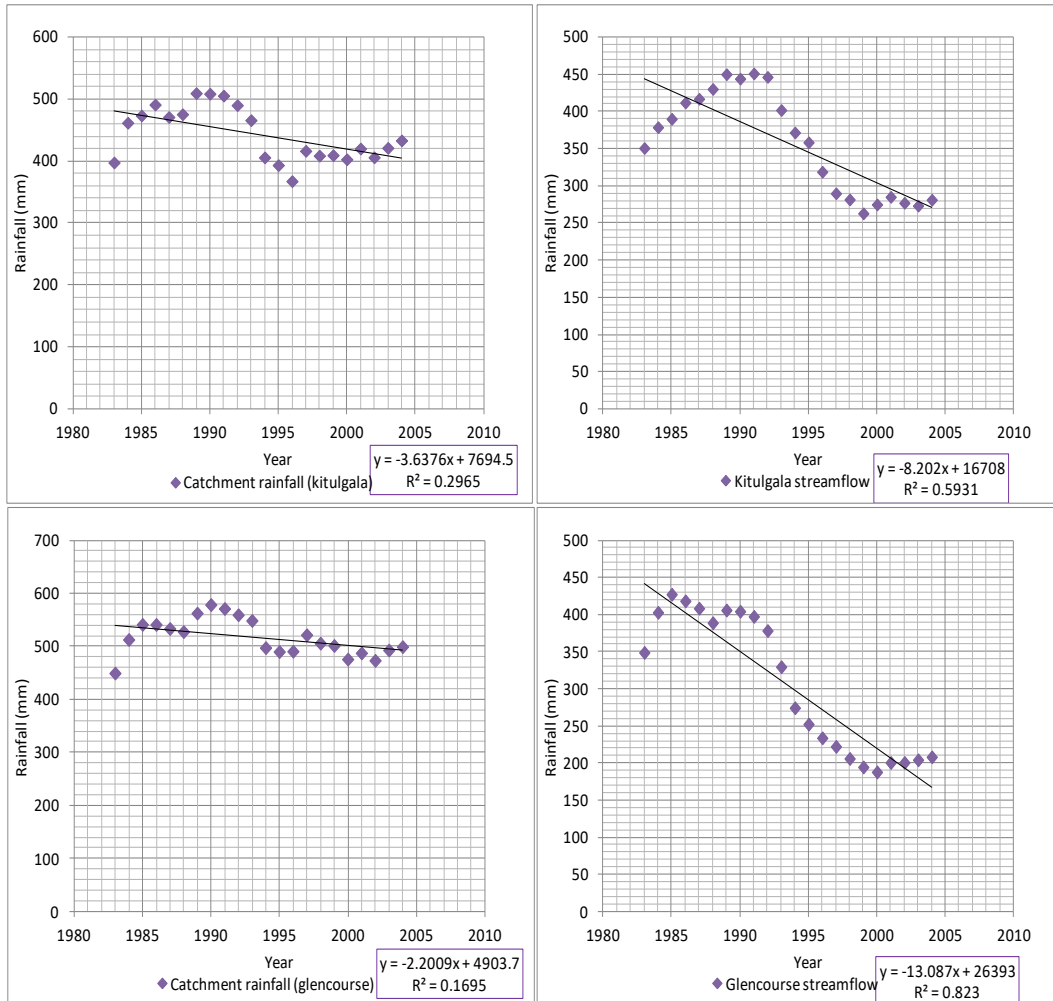 600
500
400
300
200
100
0
Rainfall (mm)
1980 1985 1990 1995 2000 2005 2010
Year
Catchment rainfall (kitulgala)
y = -3.6376x + 7694.5
R² = 0.2965
500
450
400
350
300
250
200
150
100
50
0
Rainfall (mm)
1980 1985 1990 1995 2000 2005 2010
Year
Kitulgala streamflow
y = -8.202x + 16708
R² = 0.5931
700
600
500
400
300
200
100
0
Rainfall (mm)
1980 1985 1990 1995 2000 2005 2010
Year
Catchment rainfall (glencourse)
y = -2.2009x + 4903.7
R² = 0.1695
500
450
400
350
300
250
200
150
100
50
0
Rainfall (mm)
1980 1985 1990 1995 2000 2005 2010
Year
Glencourse streamflow
y = -13.087x + 26393
R² = 0.823